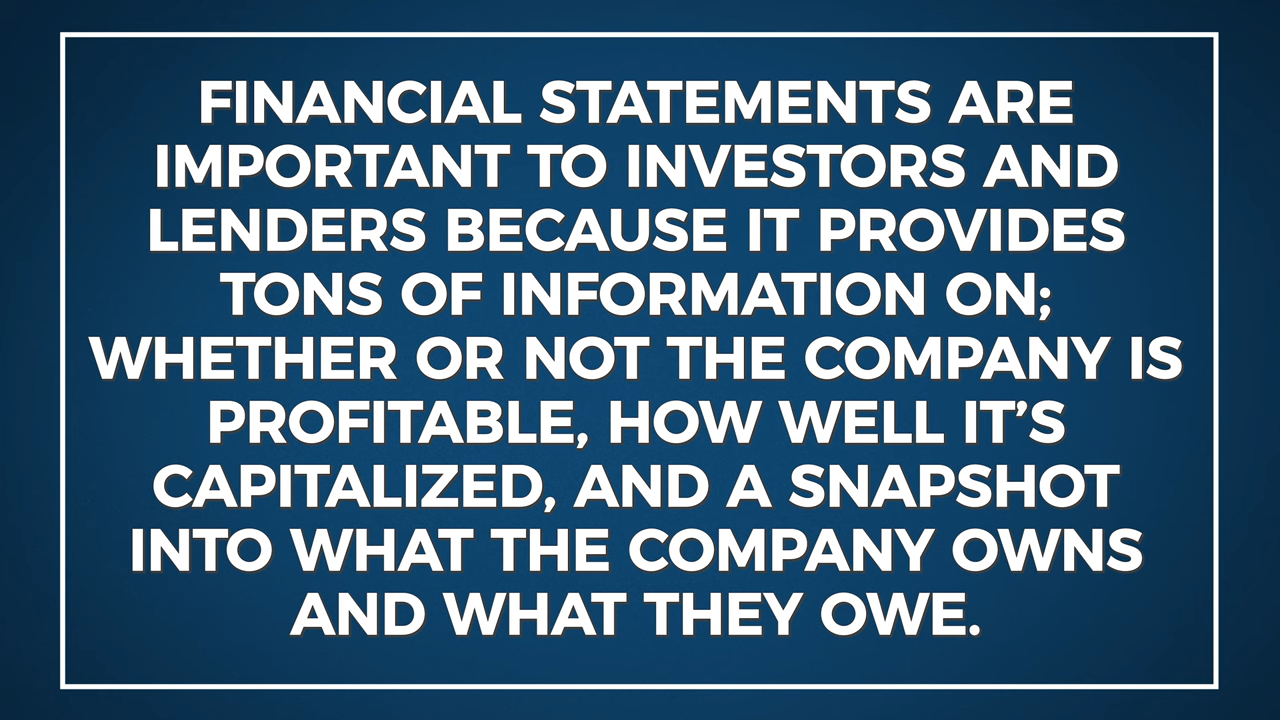 FINANCIAL STATEMENTS ARE
IMPORTANT TO INVESTORS AND
LENDERS BECAUSE IT PROVIDES
TONS OF INFORMATION ON;
WHETHER OR NOT THE COMPANY IS
PROFITABLE, HOW WELL IT’S
CAPITALIZED, AND A SNAPSHOT
INTO WHAT THE COMPANY OWNS
AND WHAT THEY OWE.